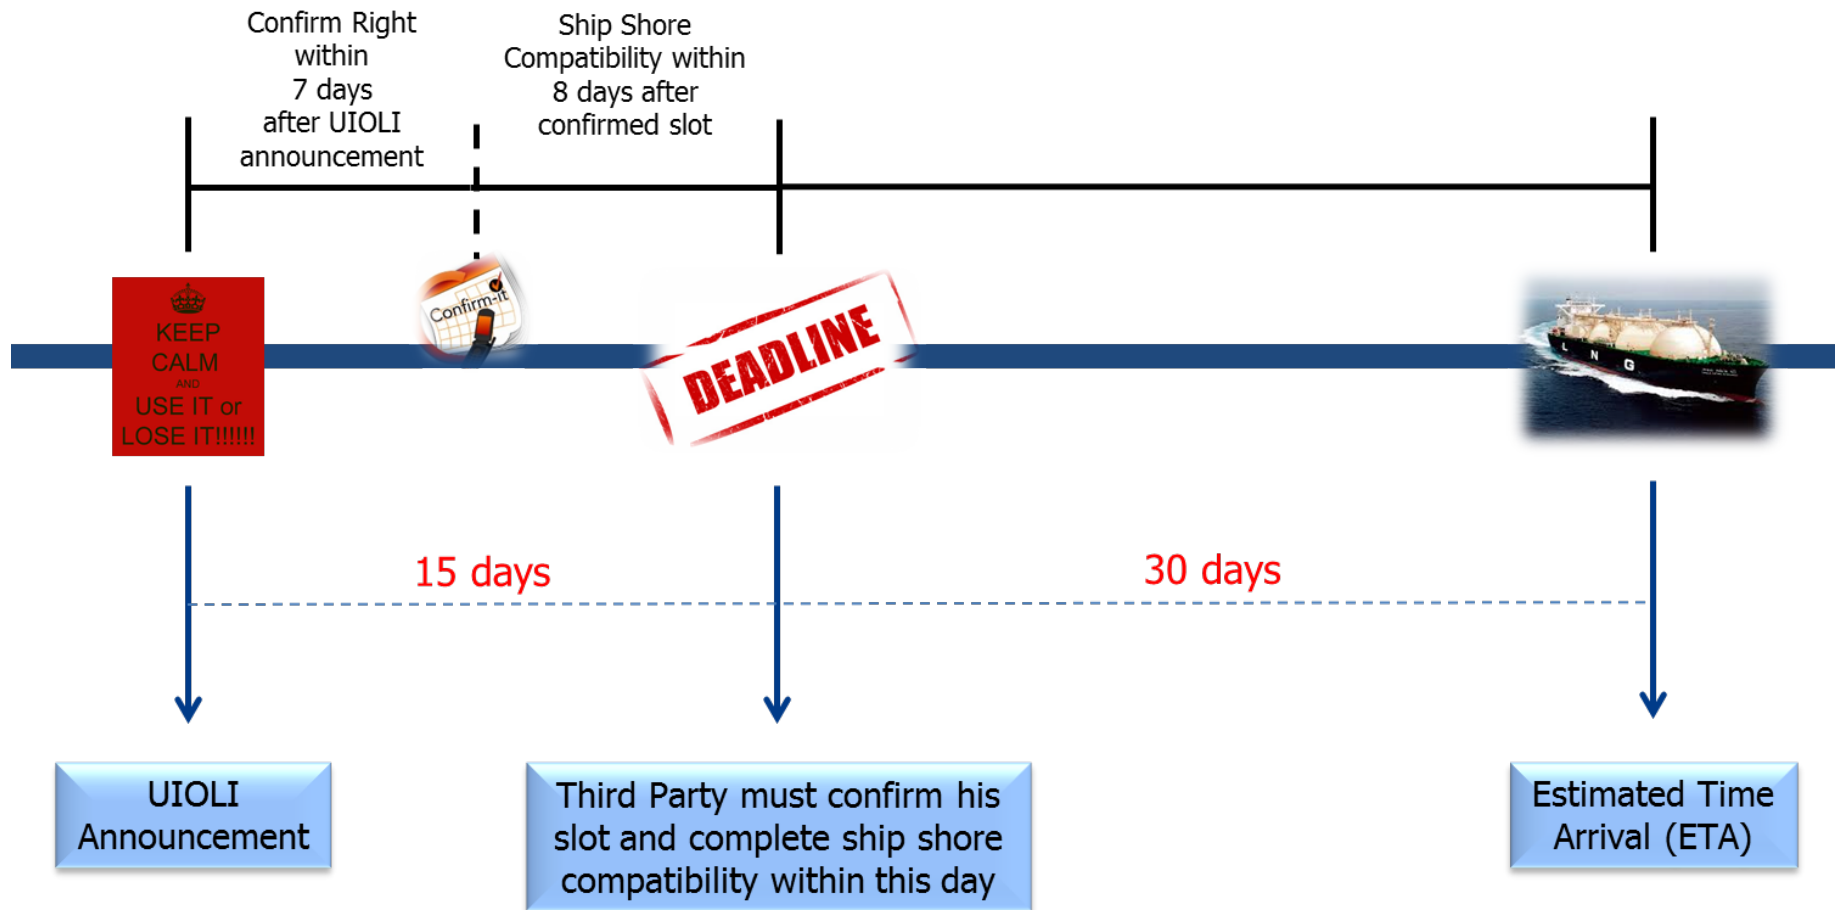 Confirm Right
within
7 days
after UIOLI
announcement
Ship Shore
Compatibility within
8 days after
confirmed slot
KEEP
CALM
AND
USE IT or
LOSE IT!!!!!!
Confirm-it
DEADLINE
L N G
15 days
30 days
UIOLI
Announcement
Third Party must confirm his
slot and complete ship shore
compatibility within this day
Estimated Time
Arrival (ETA)